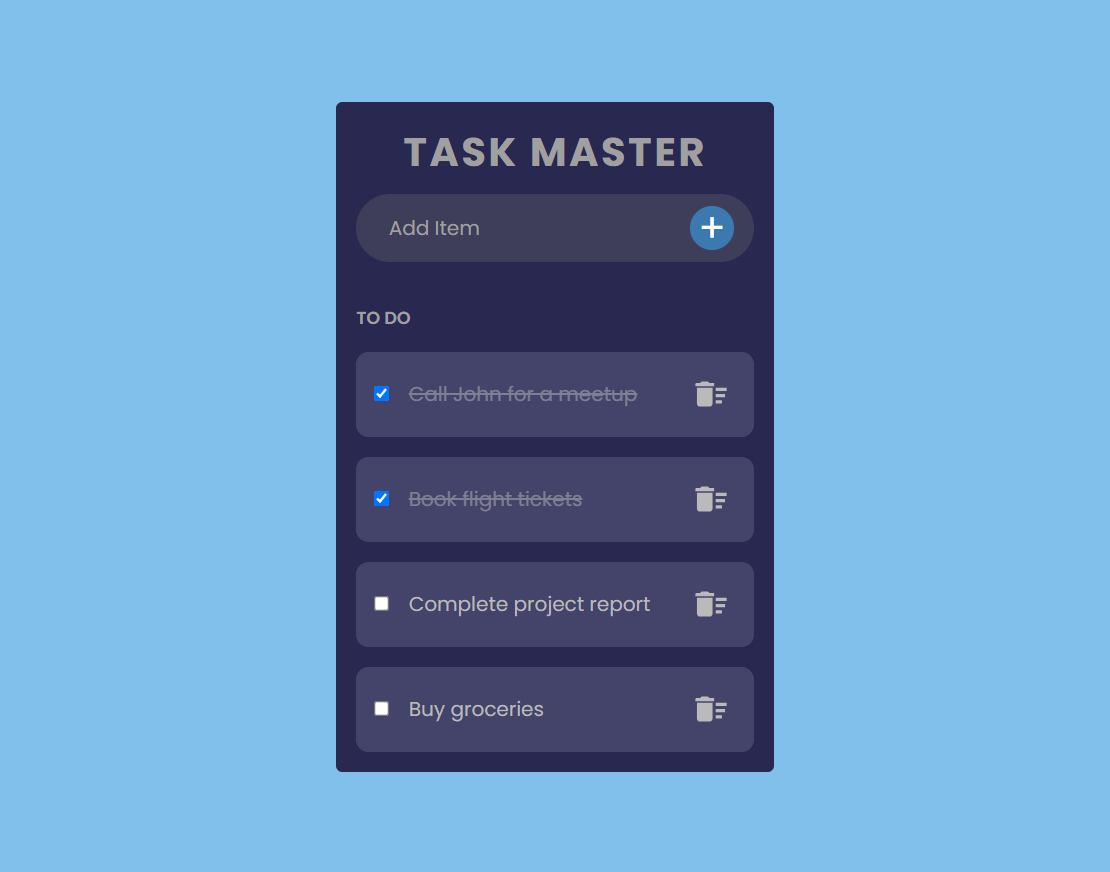 TASK MASTER
Add Item
TO DO
Call John for a meetup
Book flight tickets
Complete project report
Buy groceries